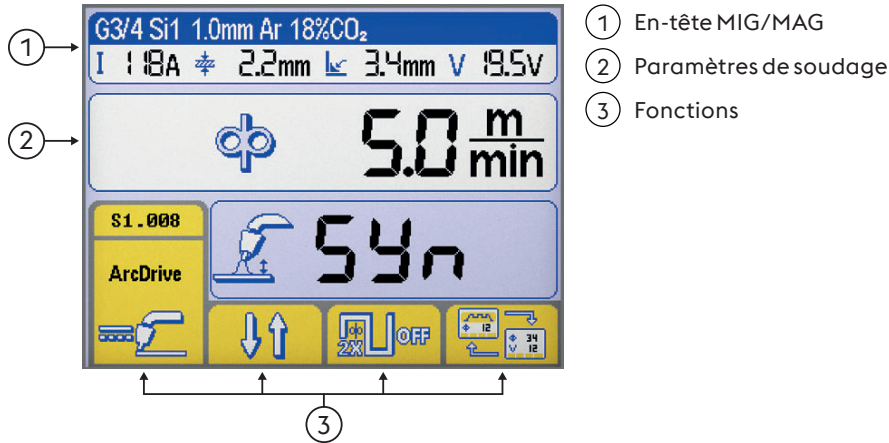 G3/4 Si1 1.0mm Ar 18%CO₂
I 118A 2.2mm 3.4mm V 19.5V
5.0 m/min
S1.008
ArcDrive
Syn
2X OFF
12
34
V 12
1
2
3
1 En-tête MIG/MAG
2 Paramètres de soudage
3 Fonctions